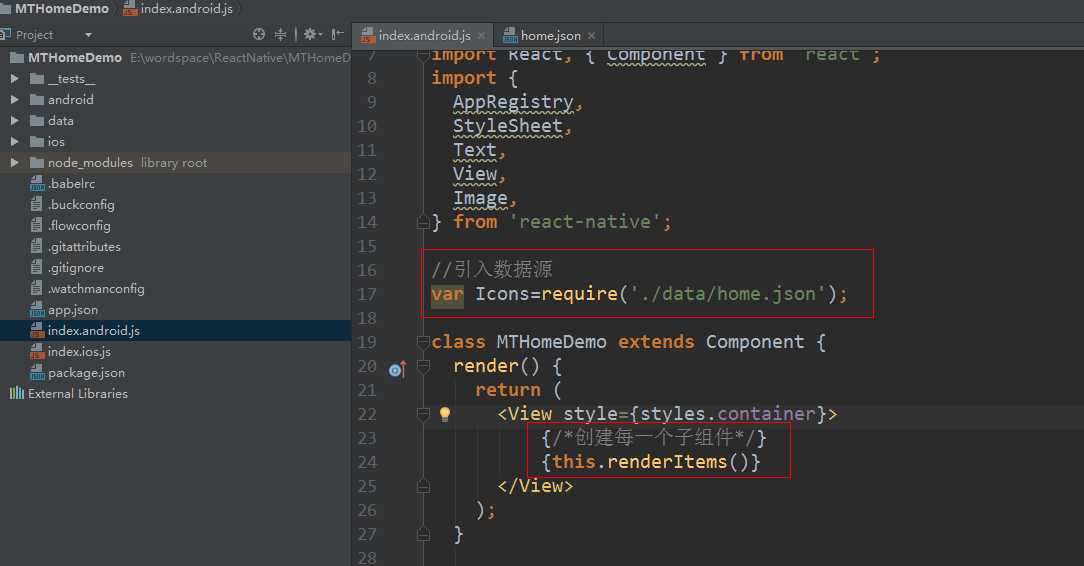 MTHomeDemo index.android.js
Project
index.android.js home.json
MTHomeDemo E:\wordspace\ReactNative\MTHomeD
__tests__
android
data
ios
node_modules library root
.babelrc
.buckconfig
.flowconfig
.gitattributes
.gitignore
.watchmanconfig
app.json
index.android.js
index.ios.js
package.json
External Libraries
7 import React, { Component } from 'react';
8 import {
9 AppRegistry,
10 StyleSheet,
11 Text,
12 View,
13 Image,
14 } from 'react-native';
15
16 //引入数据源
17 var Icons=require('./data/home.json');
18
19 class MTHomeDemo extends Component {
20 render() {
21 return (
22 <View style={styles.container}>
23 {/*创建每一个子组件*/}
24 {this.renderItems()}
25 </View>
26 );
27 }
28